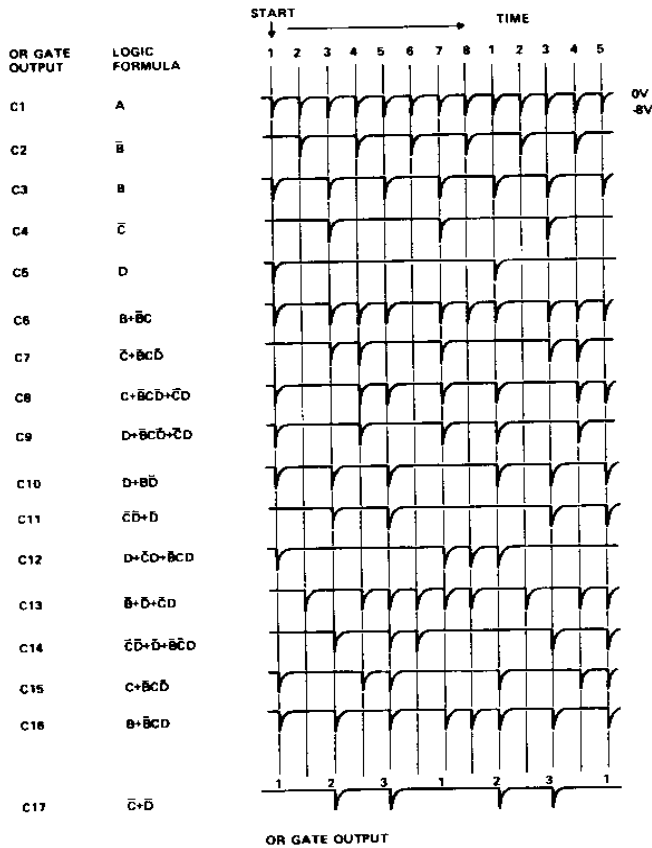 START
TIME
OR GATE OUTPUT
LOGIC FORMULA
1 2 3 4 5 6 7 8 1 2 3 4 5
C1 A
0V
-8V
C2 B̄
C3 B
C4 C̄
C5 D
C6 B+B̄C
C7 C̄+B̄CD̄
C8 C+B̄CD̄+C̄D
C9 D+B̄CD̄+C̄D
C10 D+BD̄
C11 C̄D̄+D̄
C12 D+C̄D+B̄CD
C13 B̄+D̄+C̄D
C14 C̄D̄+D̄+B̄C̄D
C15 C+B̄CD̄
C16 B+B̄CD
1 2 3 1 2 3 1
C17 C̄+D̄
OR GATE OUTPUT